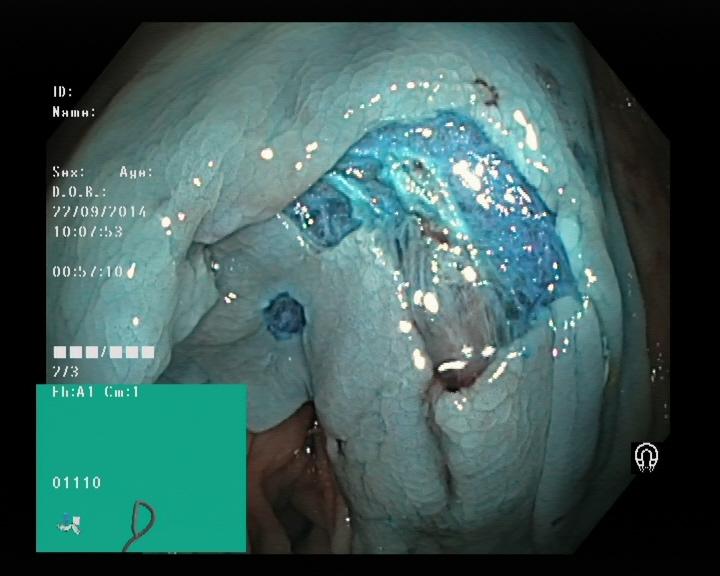 ID:
Name:
Sex: Age:
D.O.B.:
22/09/2014
10:07:53
00:57:10
■■■/■■■
2/3
Eh:A1 Cm:1
01110